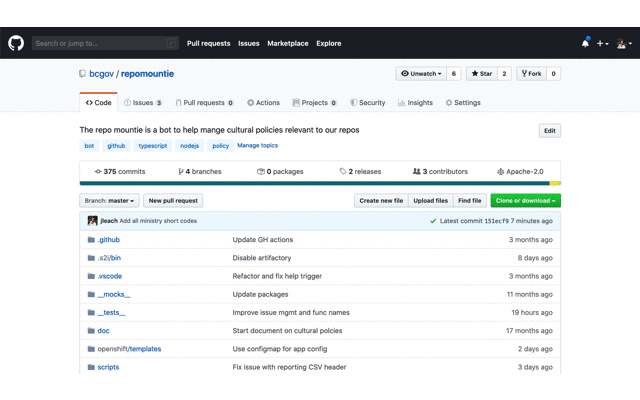 Search or jump to... /
Pull requests Issues Marketplace Explore
bcgov / repomountie
Unwatch 6 Star 2 Fork 0
Code Issues 3 Pull requests 0 Actions Projects 0 Security Insights Settings
The repo mountie is a bot to help mange cultural policies relevant to our repos
Edit
bot github typescript nodejs policy Manage topics
375 commits 4 branches 0 packages 2 releases 3 contributors Apache-2.0
Branch: master New pull request Create new file Upload files Find file Clone or download
jleach Add all ministry short codes Latest commit 151ecf9 7 minutes ago
.github Update GH actions 3 months ago
.s2i/bin Disable artifactory 8 days ago
.vscode Refactor and fix help trigger 3 months ago
__mocks__ Update packages 11 months ago
__tests__ Improve issue mgmt and func names 19 hours ago
doc Start document on cultural polcies 17 months ago
openshift/templates Use configmap for app config 2 days ago
scripts Fix issue with reporting CSV header 3 days ago